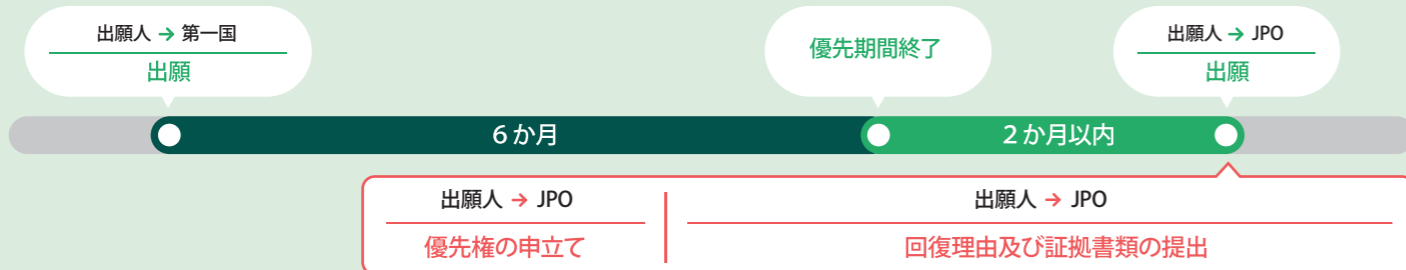 出願人 → 第一国
出願
優先期間終了
出願人 → JPO
出願
６か月
２か月以内
出願人 → JPO
優先権の申立て
出願人 → JPO
回復理由及び証拠書類の提出